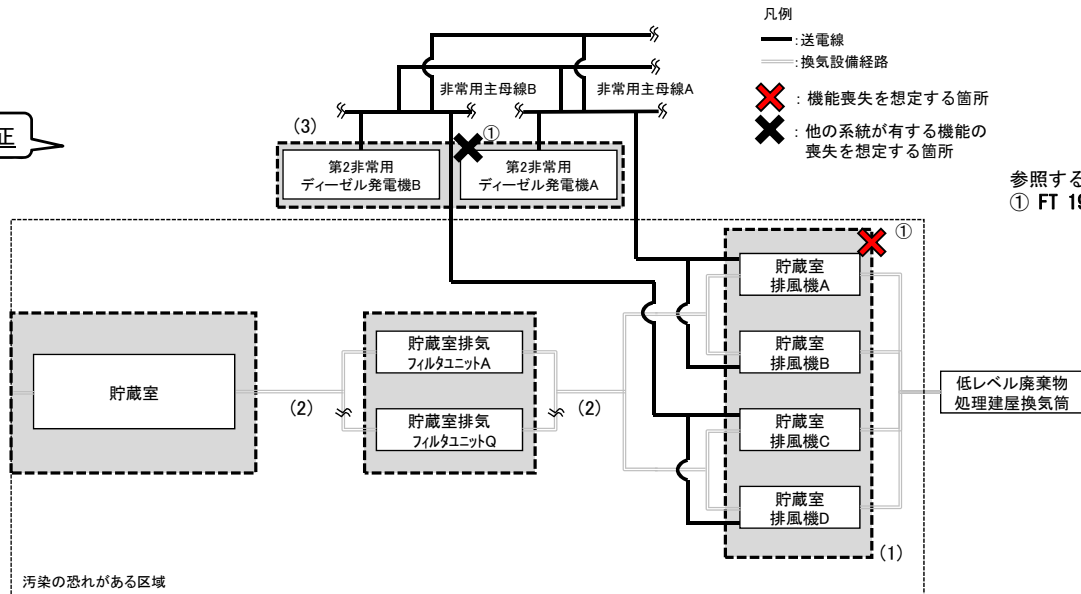 凡例
:送電線
:換気設備経路
: 機能喪失を想定する箇所
: 他の系統が有する機能の
喪失を想定する箇所
正
参照する
① FT 19
非常用主母線B
非常用主母線A
(3)
①
第2非常用
ディーゼル発電機B
第2非常用
ディーゼル発電機A
①
貯蔵室
排風機A
貯蔵室
排風機B
貯蔵室
排風機C
貯蔵室
排風機D
(1)
貯蔵室
(2)
貯蔵室排気
フィルタユニットA
貯蔵室排気
フィルタユニットQ
(2)
低レベル廃棄物
処理建屋換気筒
汚染の恐れがある区域